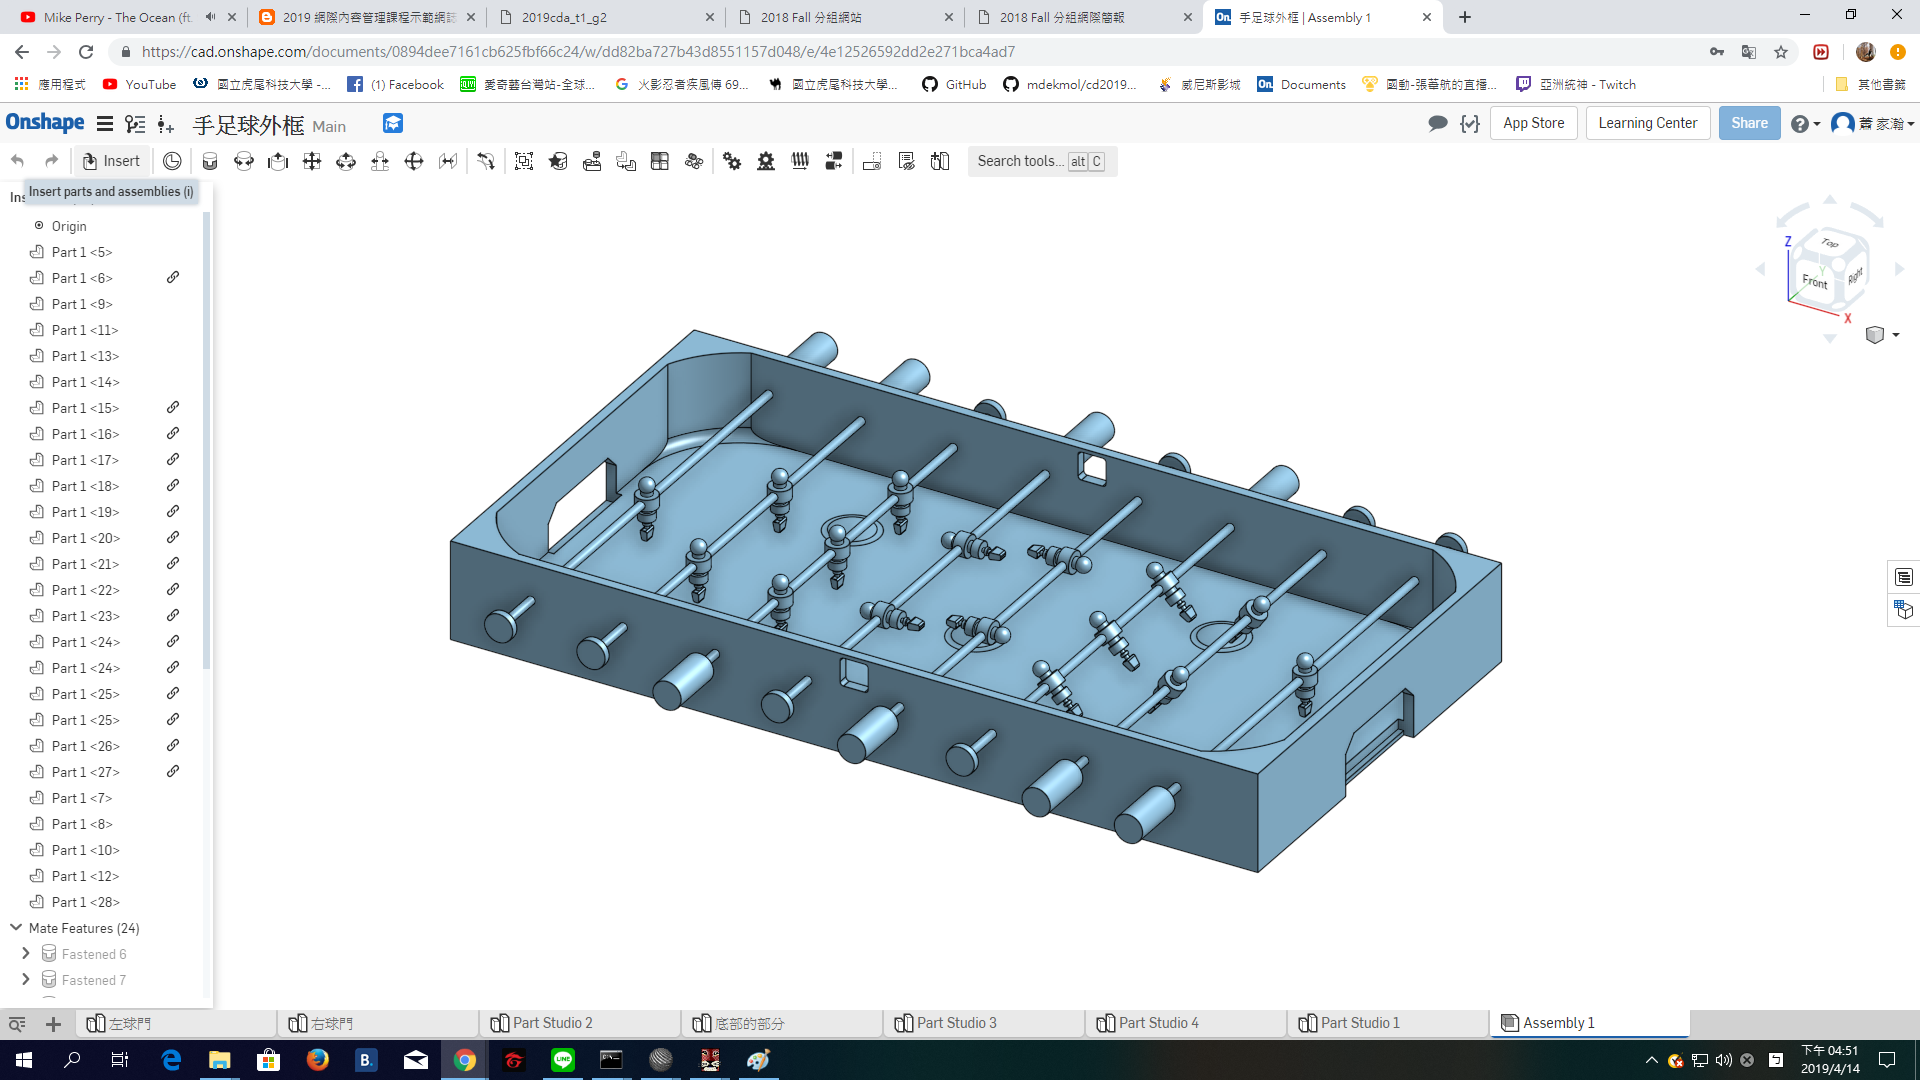 Mike Perry - The Ocean (ft.
2019 網際內容管理課程示範網誌
2019cda_t1_g2
2018 Fall 分組網站
2018 Fall 分組網際簡報
手足球外框 | Assembly 1
https://cad.onshape.com/documents/0894dee7161cb625fbf66c24/w/dd82ba727b43d8551157d048/e/4e12526592dd2e271bca4ad7
應用程式
YouTube
國立虎尾科技大學 -...
(1) Facebook
愛奇藝台灣站-全球...
火影忍者疾風傳 69...
國立虎尾科技大學...
GitHub
mdekmol/cd2019...
威尼斯影城
Documents
國動-張葦航的直播...
亞洲統神 - Twitch
其他書籤
Onshape
手足球外框 Main
App Store
Learning Center
Share
蕭 家瀚
Insert
Search tools... alt C
Insert parts and assemblies (i)
Ins
Origin
Part 1 <5>
Part 1 <6>
Part 1 <9>
Part 1 <11>
Part 1 <13>
Part 1 <14>
Part 1 <15>
Part 1 <16>
Part 1 <17>
Part 1 <18>
Part 1 <19>
Part 1 <20>
Part 1 <21>
Part 1 <22>
Part 1 <23>
Part 1 <24>
Part 1 <24>
Part 1 <25>
Part 1 <25>
Part 1 <26>
Part 1 <27>
Part 1 <7>
Part 1 <8>
Part 1 <10>
Part 1 <12>
Part 1 <28>
Mate Features (24)
Fastened 6
Fastened 7
Z
Top
Y
Front
Right
X
左球門
右球門
Part Studio 2
底部的部分
Part Studio 3
Part Studio 4
Part Studio 1
Assembly 1
下午 04:51
2019/4/14